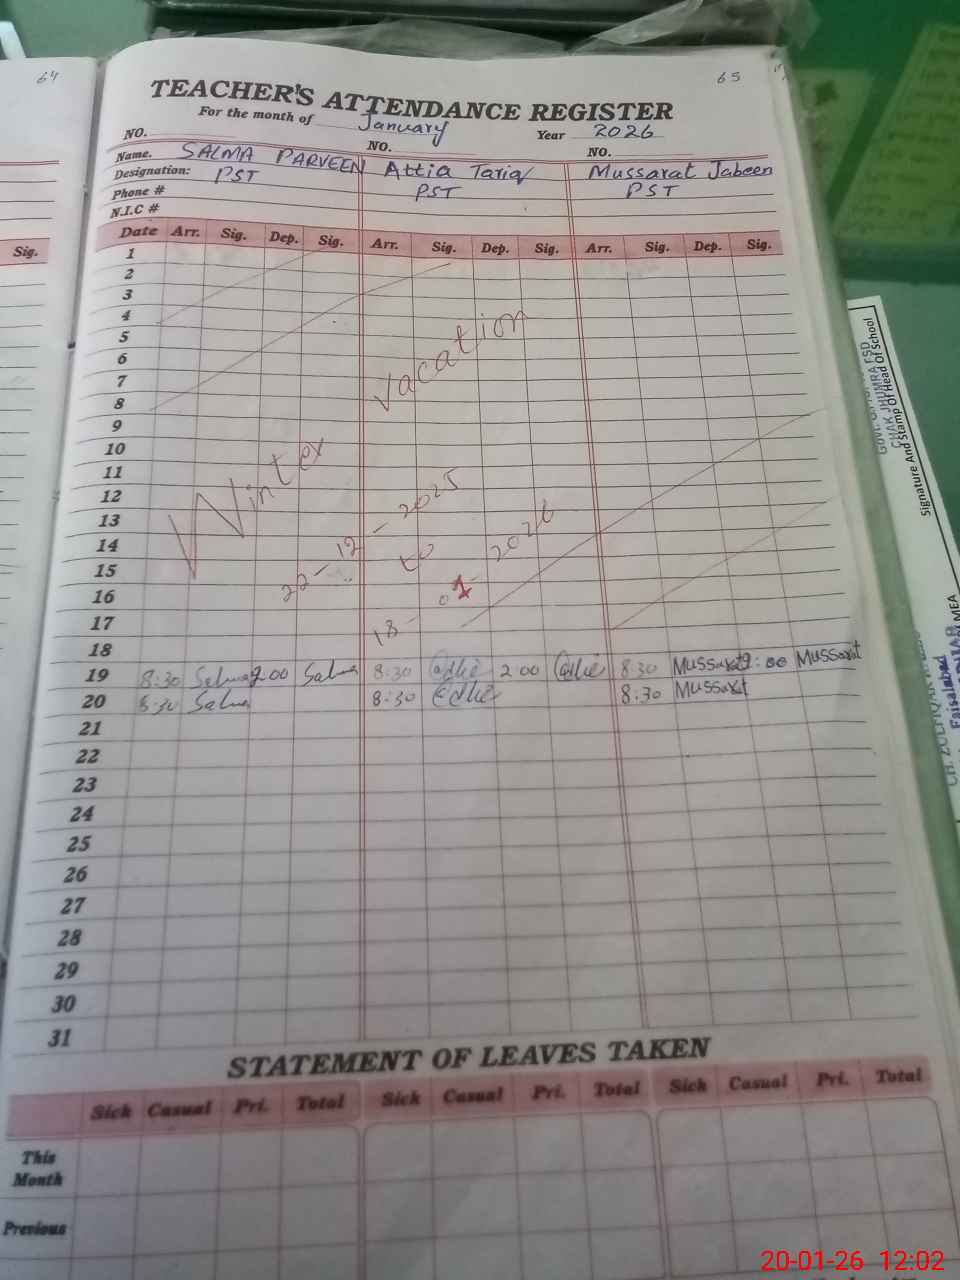 64
65
TEACHER'S ATTENDANCE REGISTER
For the month of January Year 2026
NO. NO. NO.
Name. SALMA PARVEEN Attia Tariq Mussarat Jabeen
Designation: PST PST PST
Phone #
N.I.C #
Sig.
Date Arr. Sig. Dep. Sig. Arr. Sig. Dep. Sig. Arr. Sig. Dep. Sig.
1
2
3
4
5
6
7
8
9
10
11
12
13
14
15
16
17
18
Winter Vacation
22-12-2025
to
18-01-2026
19 8:30 Salma 2:00 Salma 8:30 2:00 8:30 Mussarat 2:00 Mussarat
20 8:30 Salma 8:30 8:30 Mussarat
21
22
23
24
25
26
27
28
29
30
31
STATEMENT OF LEAVES TAKEN
Sick Casual Pri. Total Sick Casual Pri. Total Sick Casual Pri. Total
This Month
Previous
CHAK JHUMRA FSD
Signature And Stamp Of Head Of School
MEA
Faisalabad
20-01-26 12:02